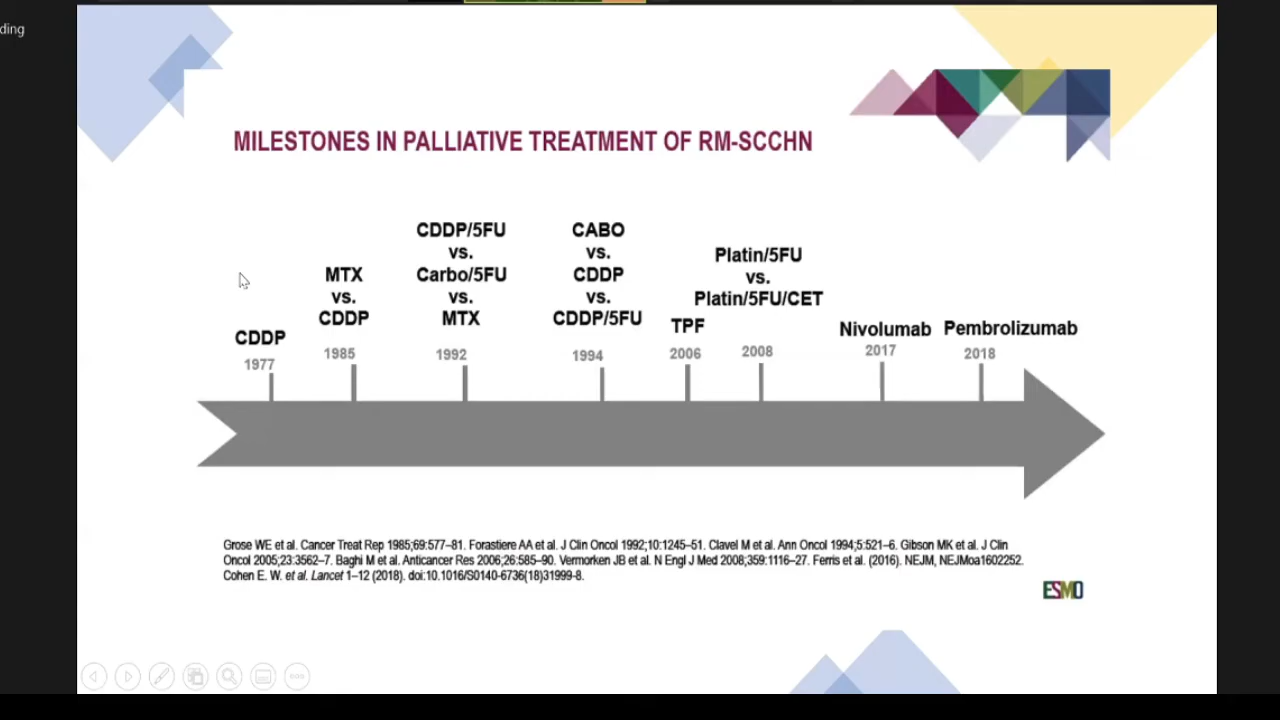 ding
MILESTONES IN PALLIATIVE TREATMENT OF RM-SCCHN
CDDP
1977
MTX
vs.
CDDP
1985
CDDP/5FU
vs.
Carbo/5FU
vs.
MTX
1992
CABO
vs.
CDDP
vs.
CDDP/5FU
1994
TPF
2006
Platin/5FU
vs.
Platin/5FU/CET
2008
Nivolumab
2017
Pembrolizumab
2018
Grose WE et al. Cancer Treat Rep 1985;69:577–81. Forastiere AA et al. J Clin Oncol 1992;10:1245–51. Clavel M et al. Ann Oncol 1994;5:521–6. Gibson MK et al. J Clin
Oncol 2005;23:3562–7. Baghi M et al. Anticancer Res 2006;26:585–90. Vermorken JB et al. N Engl J Med 2008;359:1116–27. Ferris et al. (2016). NEJM, NEJMoa1602252.
Cohen E. W. et al. Lancet 1–12 (2018). doi:10.1016/S0140-6736(18)31999-8.
ESMO